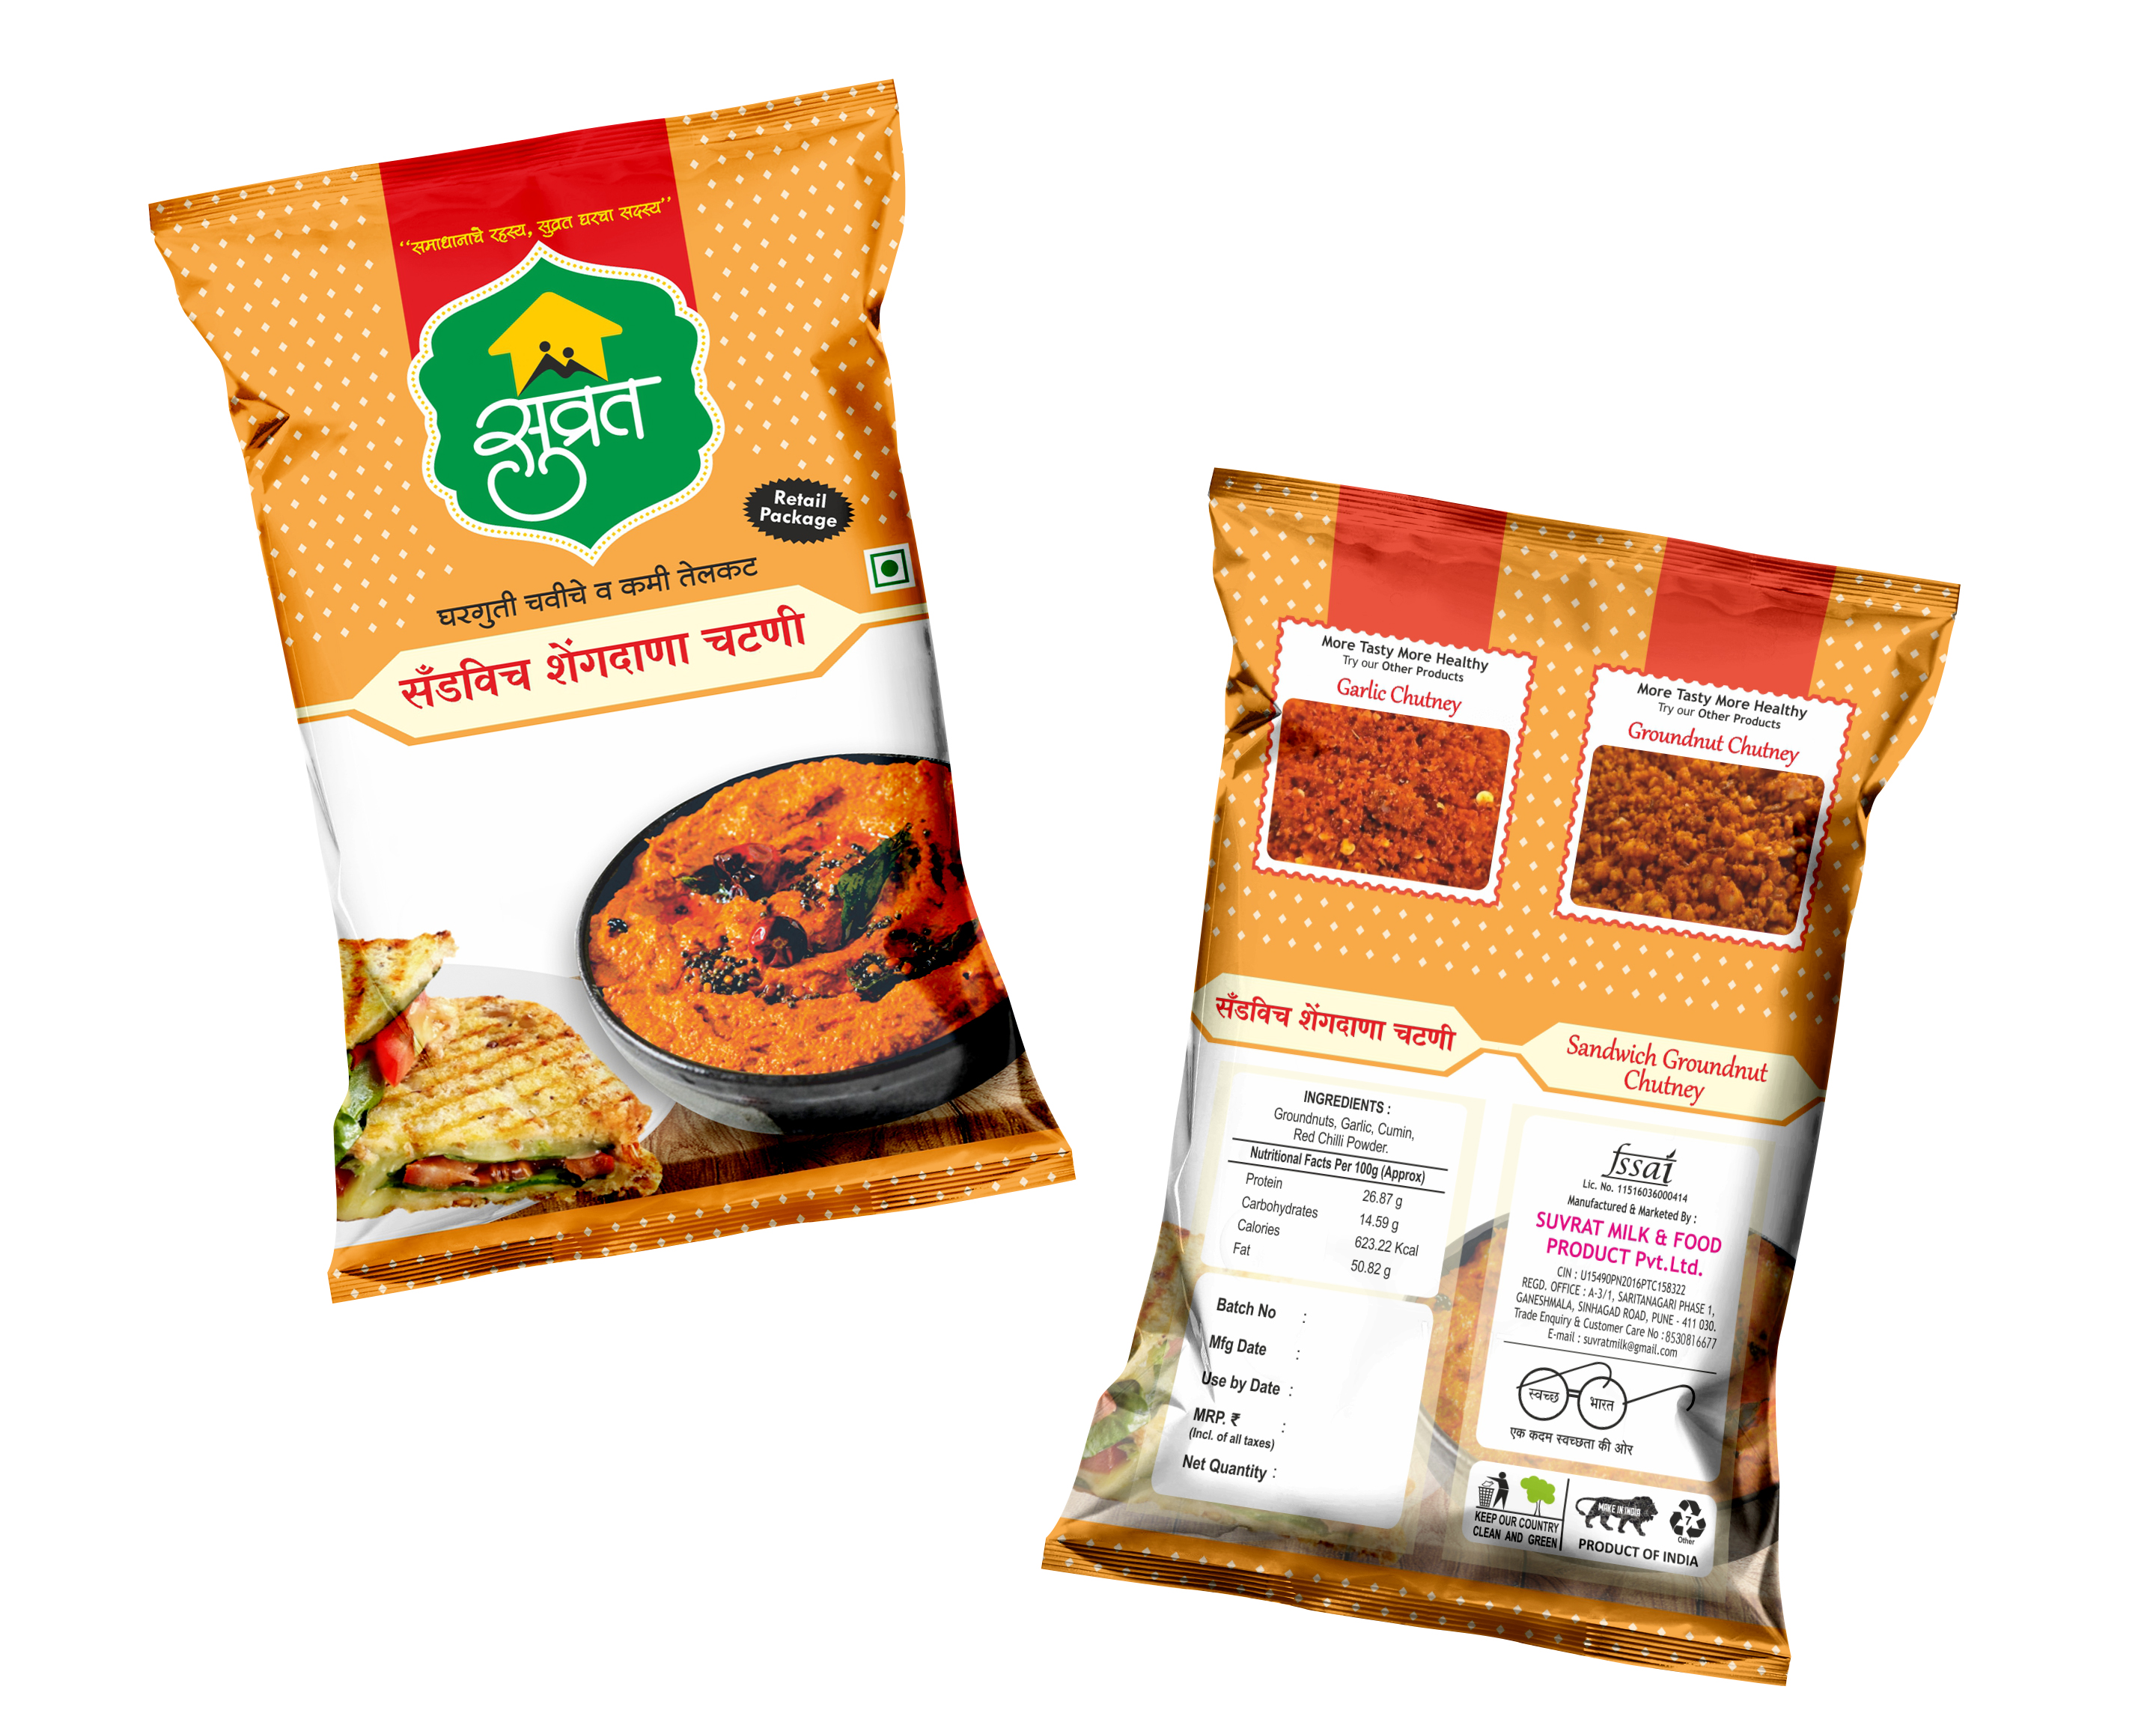 “समाधानाचे रहस्य, सुव्रत घरचा सदस्य”
सुव्रत
Retail
Package
घरगुती चवीचे व कमी तेलकट
सँडविच शेंगदाणा चटणी
More Tasty More Healthy
Try our Other Products
Garlic Chutney
More Tasty More Healthy
Try our Other Products
Groundnut Chutney
सँडविच शेंगदाणा चटणी
Sandwich Groundnut
Chutney
INGREDIENTS :
Groundnuts, Garlic, Cumin,
Red Chilli Powder.
Nutritional Facts Per 100g (Approx)
Protein 26.87 g
Carbohydrates 14.59 g
Calories 623.22 Kcal
Fat 50.82 g
Batch No :
Mfg Date :
Use by Date :
MRP. ₹ :
(Incl. of all taxes)
Net Quantity :
fssai
Lic. No. 11516036000414
Manufactured & Marketed By :
SUVRAT MILK & FOOD
PRODUCT Pvt.Ltd.
CIN : U15490PN2016PTC158322
REGD. OFFICE : A-3/1, SARITANAGARI PHASE 1,
GANESHMALA, SINHAGAD ROAD, PUNE - 411 030.
Trade Enquiry & Customer Care No : 8530816677
E-mail : suvratmilk@gmail.com
स्वच्छ भारत
एक कदम स्वच्छता की ओर
KEEP OUR COUNTRY
CLEAN AND GREEN
MAKE IN INDIA
PRODUCT OF INDIA
7
Other